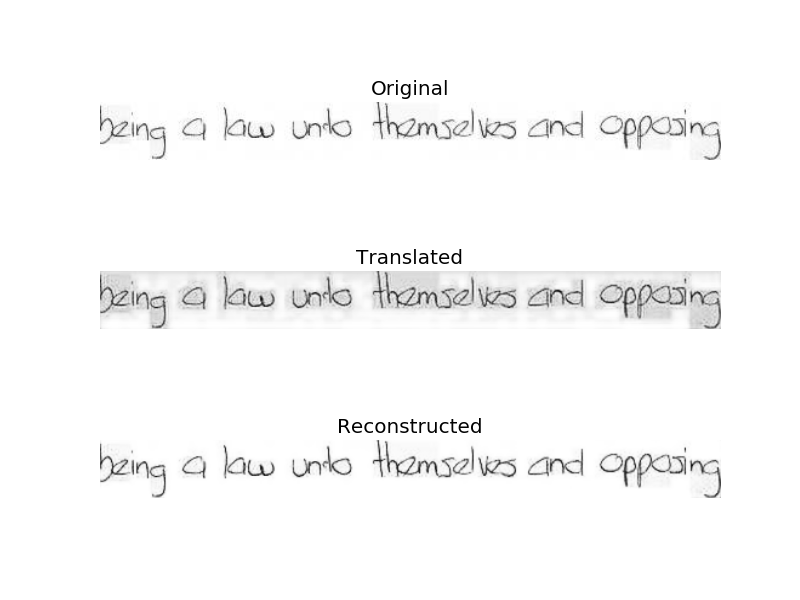 Original
being a law unto themselves and opposing
Translated
being a law unto themselves and opposing
Reconstructed
being a law unto themselves and opposing